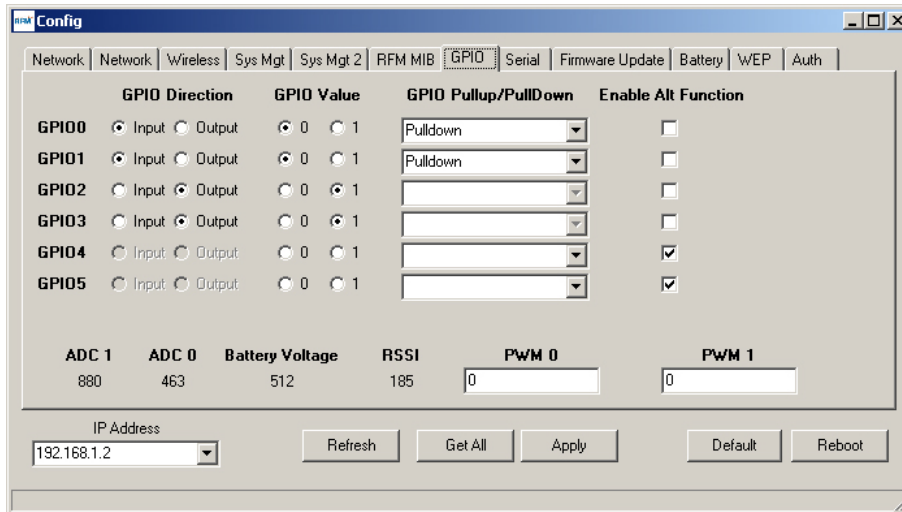 RFM Config
Network Network Wireless Sys Mgt Sys Mgt 2 RFM MIB GPIO Serial Firmware Update Battery WEP Auth
GPIO Direction GPIO Value GPIO Pullup/PullDown Enable Alt Function
GPIO0 Input Output 0 1 Pulldown
GPIO1 Input Output 0 1 Pulldown
GPIO2 Input Output 0 1
GPIO3 Input Output 0 1
GPIO4 Input Output 0 1
GPIO5 Input Output 0 1
ADC 1 ADC 0 Battery Voltage RSSI PWM 0 PWM 1
880 463 512 185 0 0
IP Address
192.168.1.2 Refresh Get All Apply Default Reboot